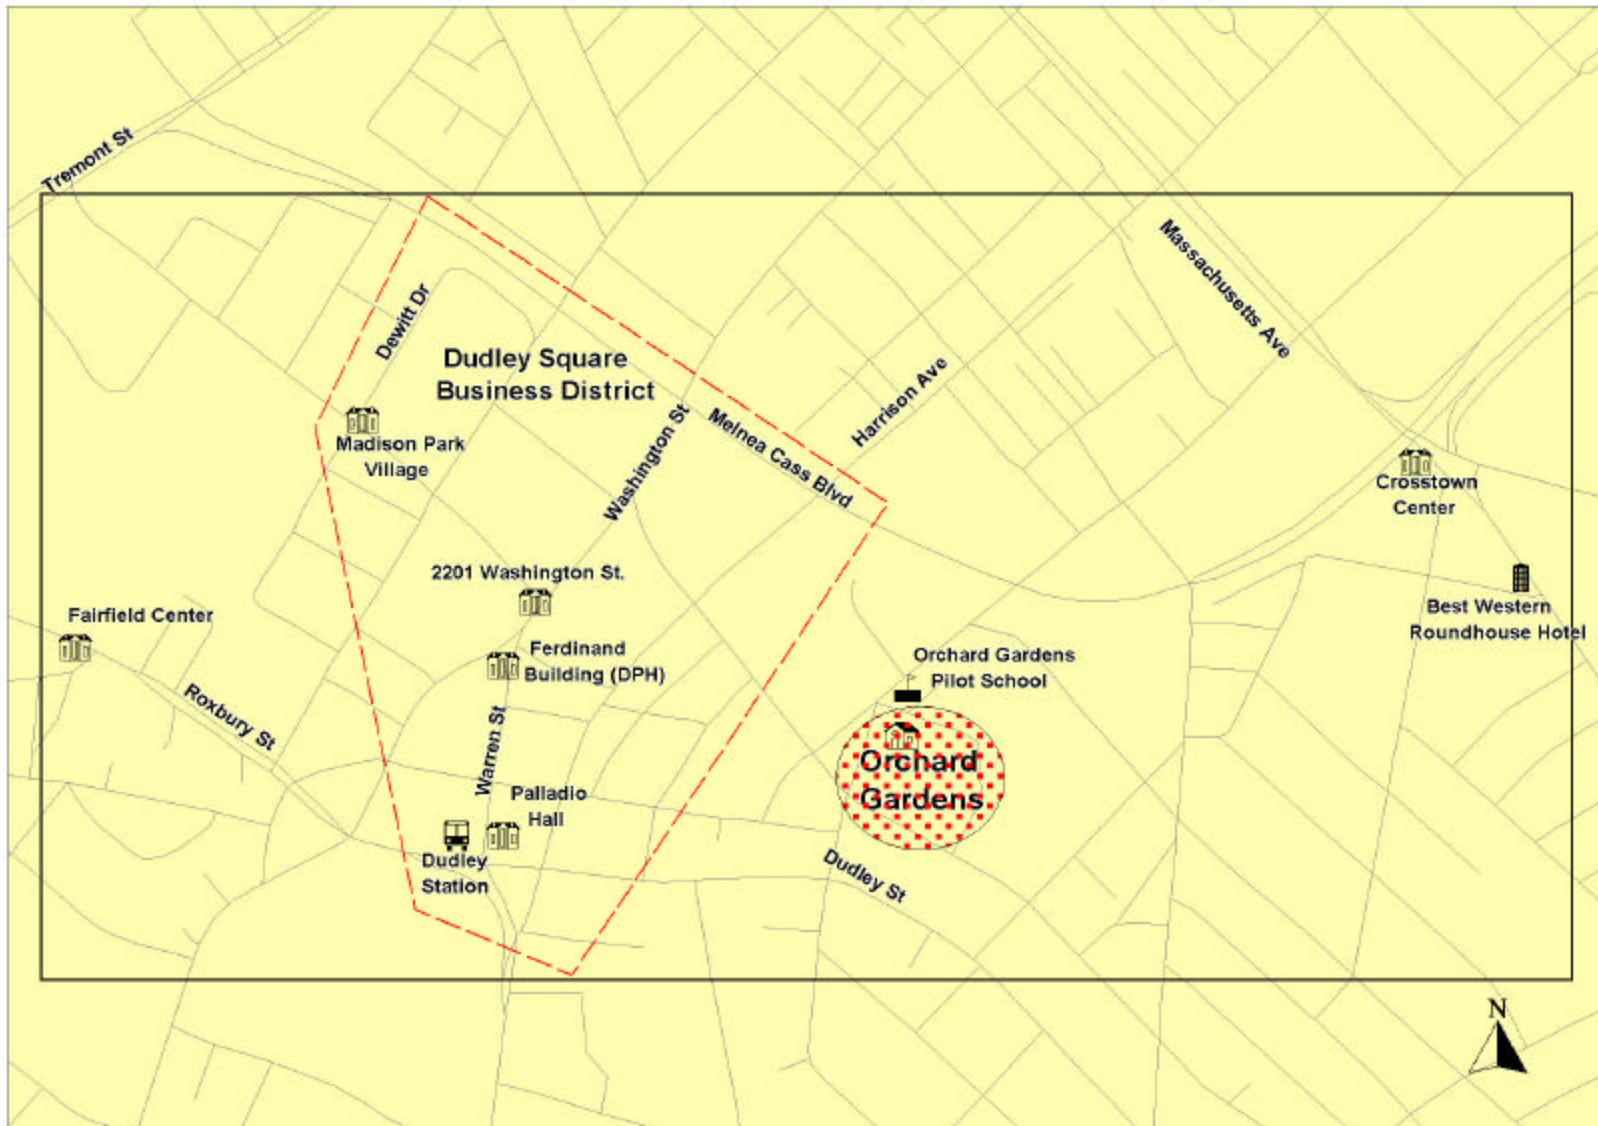 Tremont St
Massachusetts Ave
Dewitt Dr
Dudley Square
Business District
Harrison Ave
Washington St
Melnea Cass Blvd
Madison Park
Village
Crosstown
Center
2201 Washington St.
Best Western
Roundhouse Hotel
Fairfield Center
Ferdinand
Building (DPH)
Orchard Gardens
Pilot School
Roxbury St
Warren St
Orchard
Gardens
Palladio
Hall
Dudley
Station
Dudley St
N